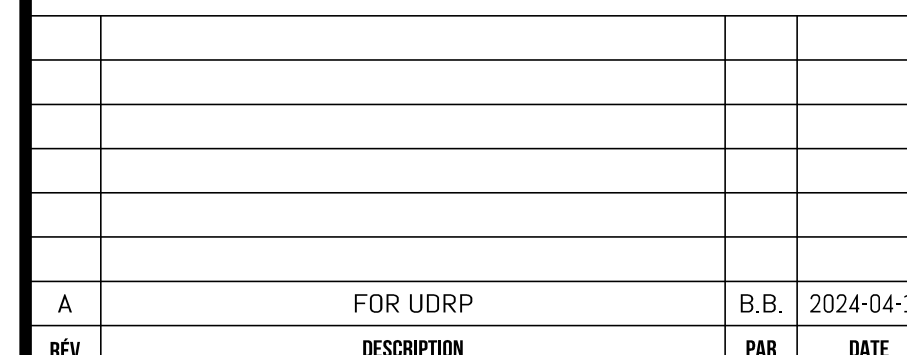 A FOR UDRP B.B. 2024-04-
RÉV DESCRIPTION PAR DATE